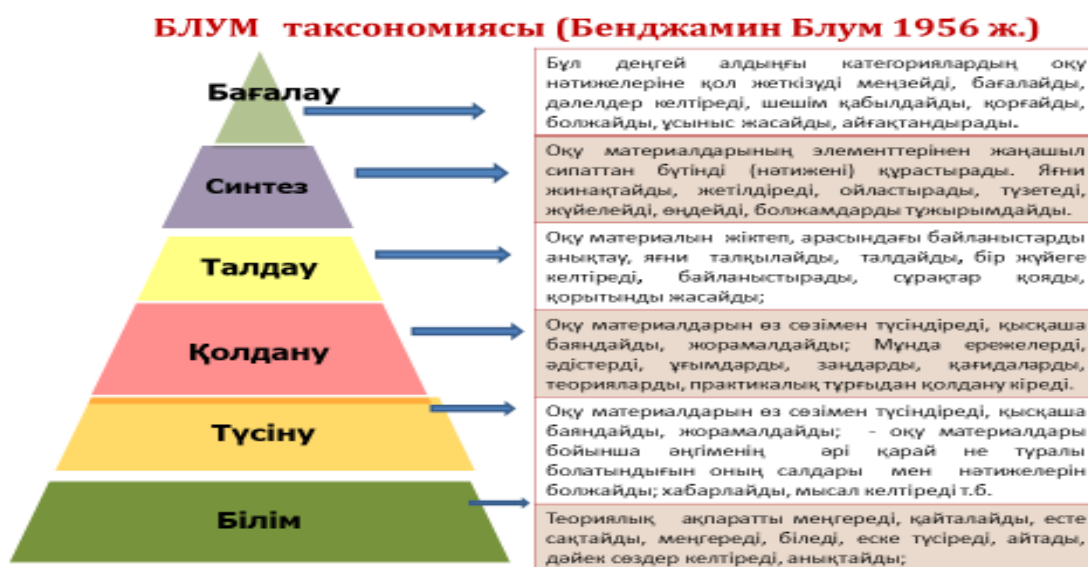 БЛУМ таксономиясы (Бенджамин Блум 1956 ж.)
Бағалау
Бұл деңгей алдыңғы категориялардың оқу
нәтижелеріне қол жеткізуді меңзейді, бағалайды,
дәлелдер келтіреді, шешім қабылдайды, қорғайды,
болжайды, ұсыныс жасайды, айғақтандырады.
Синтез
Оқу материалдарының элементтерінен жаңашыл
сипаттан бүтінді (нәтижені) құрастырады. Яғни
жинақтайды, жетілдіреді, ойластырады, түзетеді,
жүйелейді, өңдейді, болжамдарды тұжырымдайды.
Талдау
Оқу материалын жіктеп, арасындағы байланыстарды
анықтау, яғни талқылайды, талдайды, бір жүйеге
келтіреді, байланыстырады, сұрақтар қояды,
қорытынды жасайды;
Қолдану
Оқу материалдарын өз сөзімен түсіндіреді, қысқаша
баяндайды, жорамалдайды; Мұнда ережелерді,
әдістерді, ұғымдарды, заңдарды, қағидаларды,
теорияларды, практикалық тұрғыдан қолдану кіреді.
Түсіну
Оқу материалдарын өз сөзімен түсіндіреді, қысқаша
баяндайды, жорамалдайды; - оқу материалдары
бойынша әңгіменің әрі қарай не туралы
болатындығын оның салдары мен нәтижелерін
болжайды; хабарлайды, мысал келтіреді т.б.
Білім
Теориялық ақпаратты меңгереді, қайталайды, есте
сақтайды, меңгереді, біледі, еске түсіреді, айтады,
дәйек сөздер келтіреді, анықтайды;